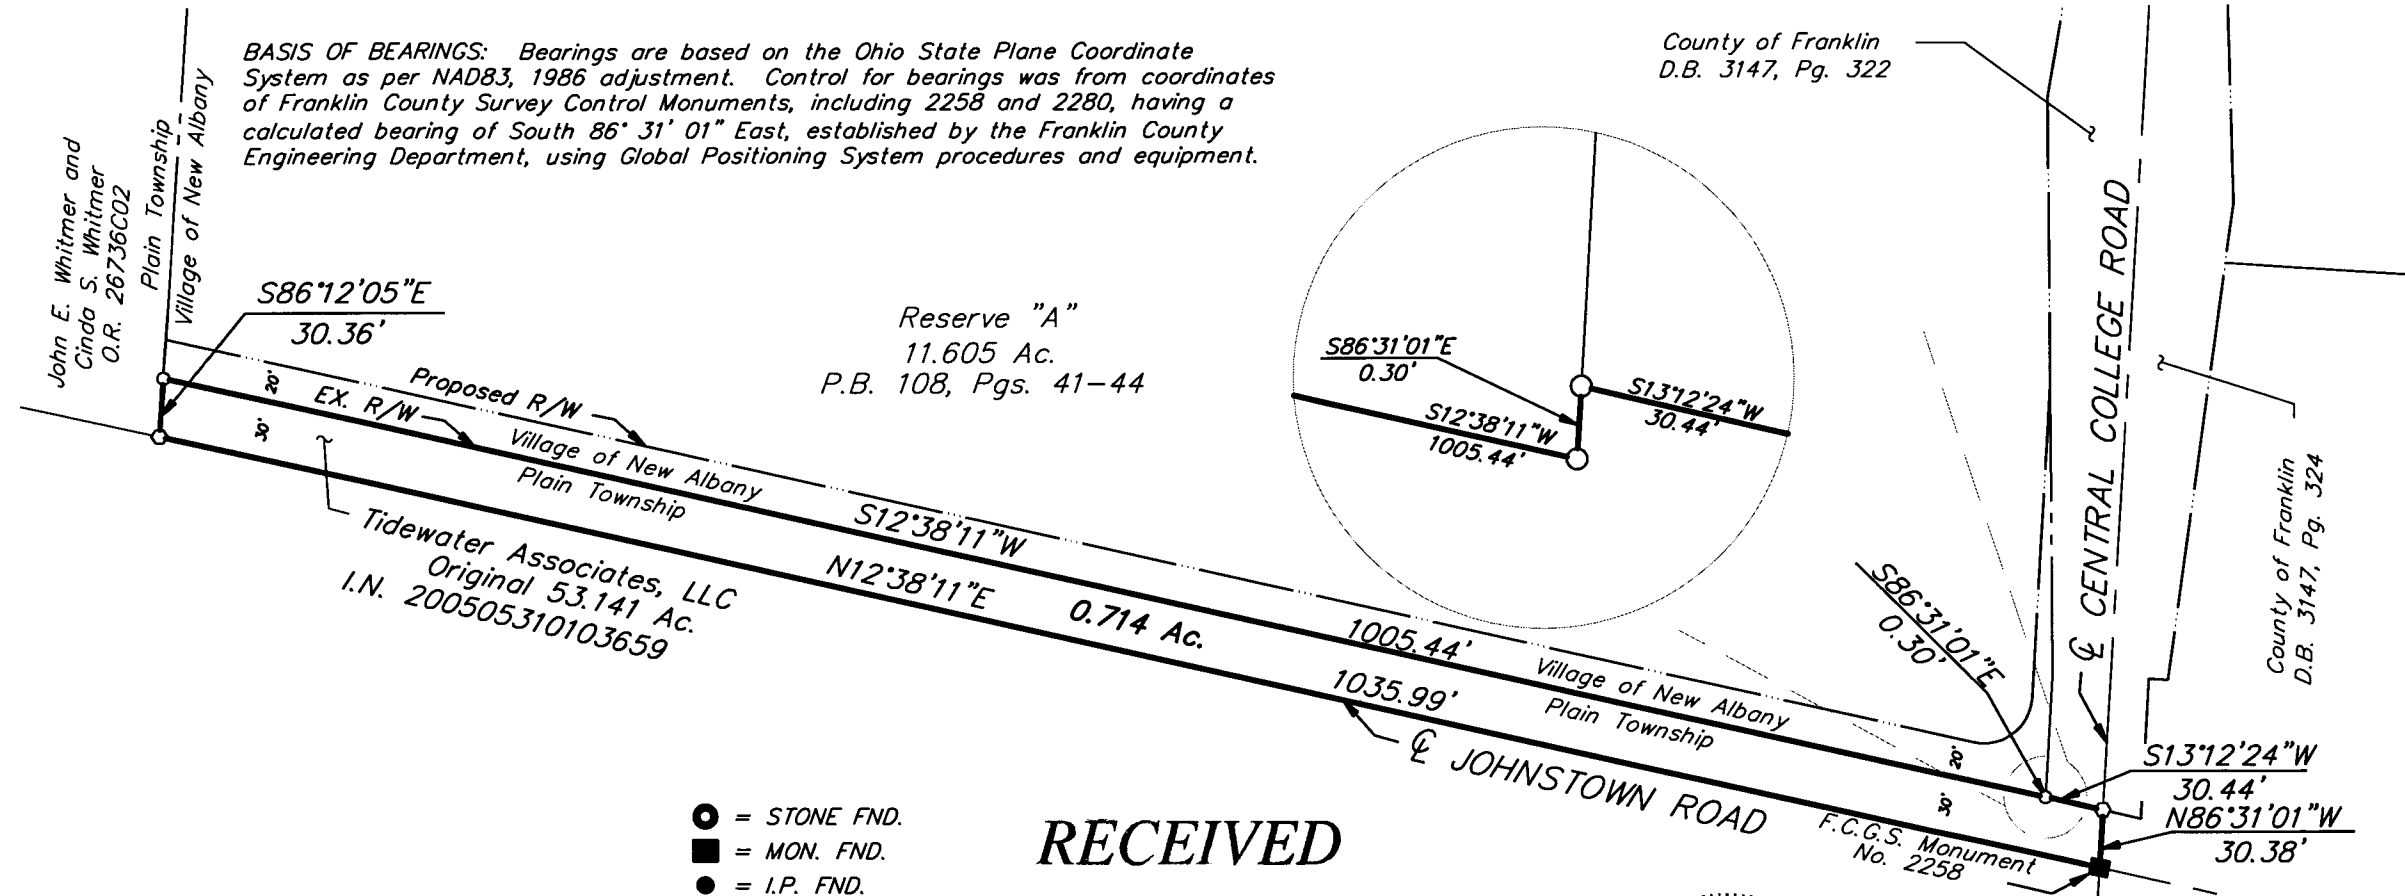 BASIS OF BEARINGS: Bearings are based on the Ohio State Plane Coordinate
System as per NAD83, 1986 adjustment. Control for bearings was from coordinates
of Franklin County Survey Control Monuments, including 2258 and 2280, having a
calculated bearing of South 86° 31' 01" East, established by the Franklin County
Engineering Department, using Global Positioning System procedures and equipment.
County of Franklin
D.B. 3147, Pg. 322
John E. Whitmer and
Cinda S. Whitmer
O.R. 26736C02
Plain Township
Village of New Albany
S86°12'05"E
30.36'
Reserve "A"
11.605 Ac.
P.B. 108, Pgs. 41-44
S86°31'01"E
0.30'
S13°12'24"W
30.44'
S12°38'11"W
1005.44'
20'
Proposed R/W
EX. R/W
30'
Village of New Albany
Plain Township
Tidewater Associates, LLC
Original 53.141 Ac.
I.N. 200505310103659
S12°38'11"W
N12°38'11"E
0.714 Ac.
1005.44'
1035.99'
Village of New Albany
Plain Township
℄ JOHNSTOWN ROAD
℄ CENTRAL COLLEGE ROAD
County of Franklin
D.B. 3147, Pg. 324
S86°31'01"E
0.30'
20'
30'
S13°12'24"W
30.44'
N86°31'01"W
30.38'
F.C.G.S. Monument
No. 2258
= STONE FND.
= MON. FND.
= I.P. FND.
RECEIVED